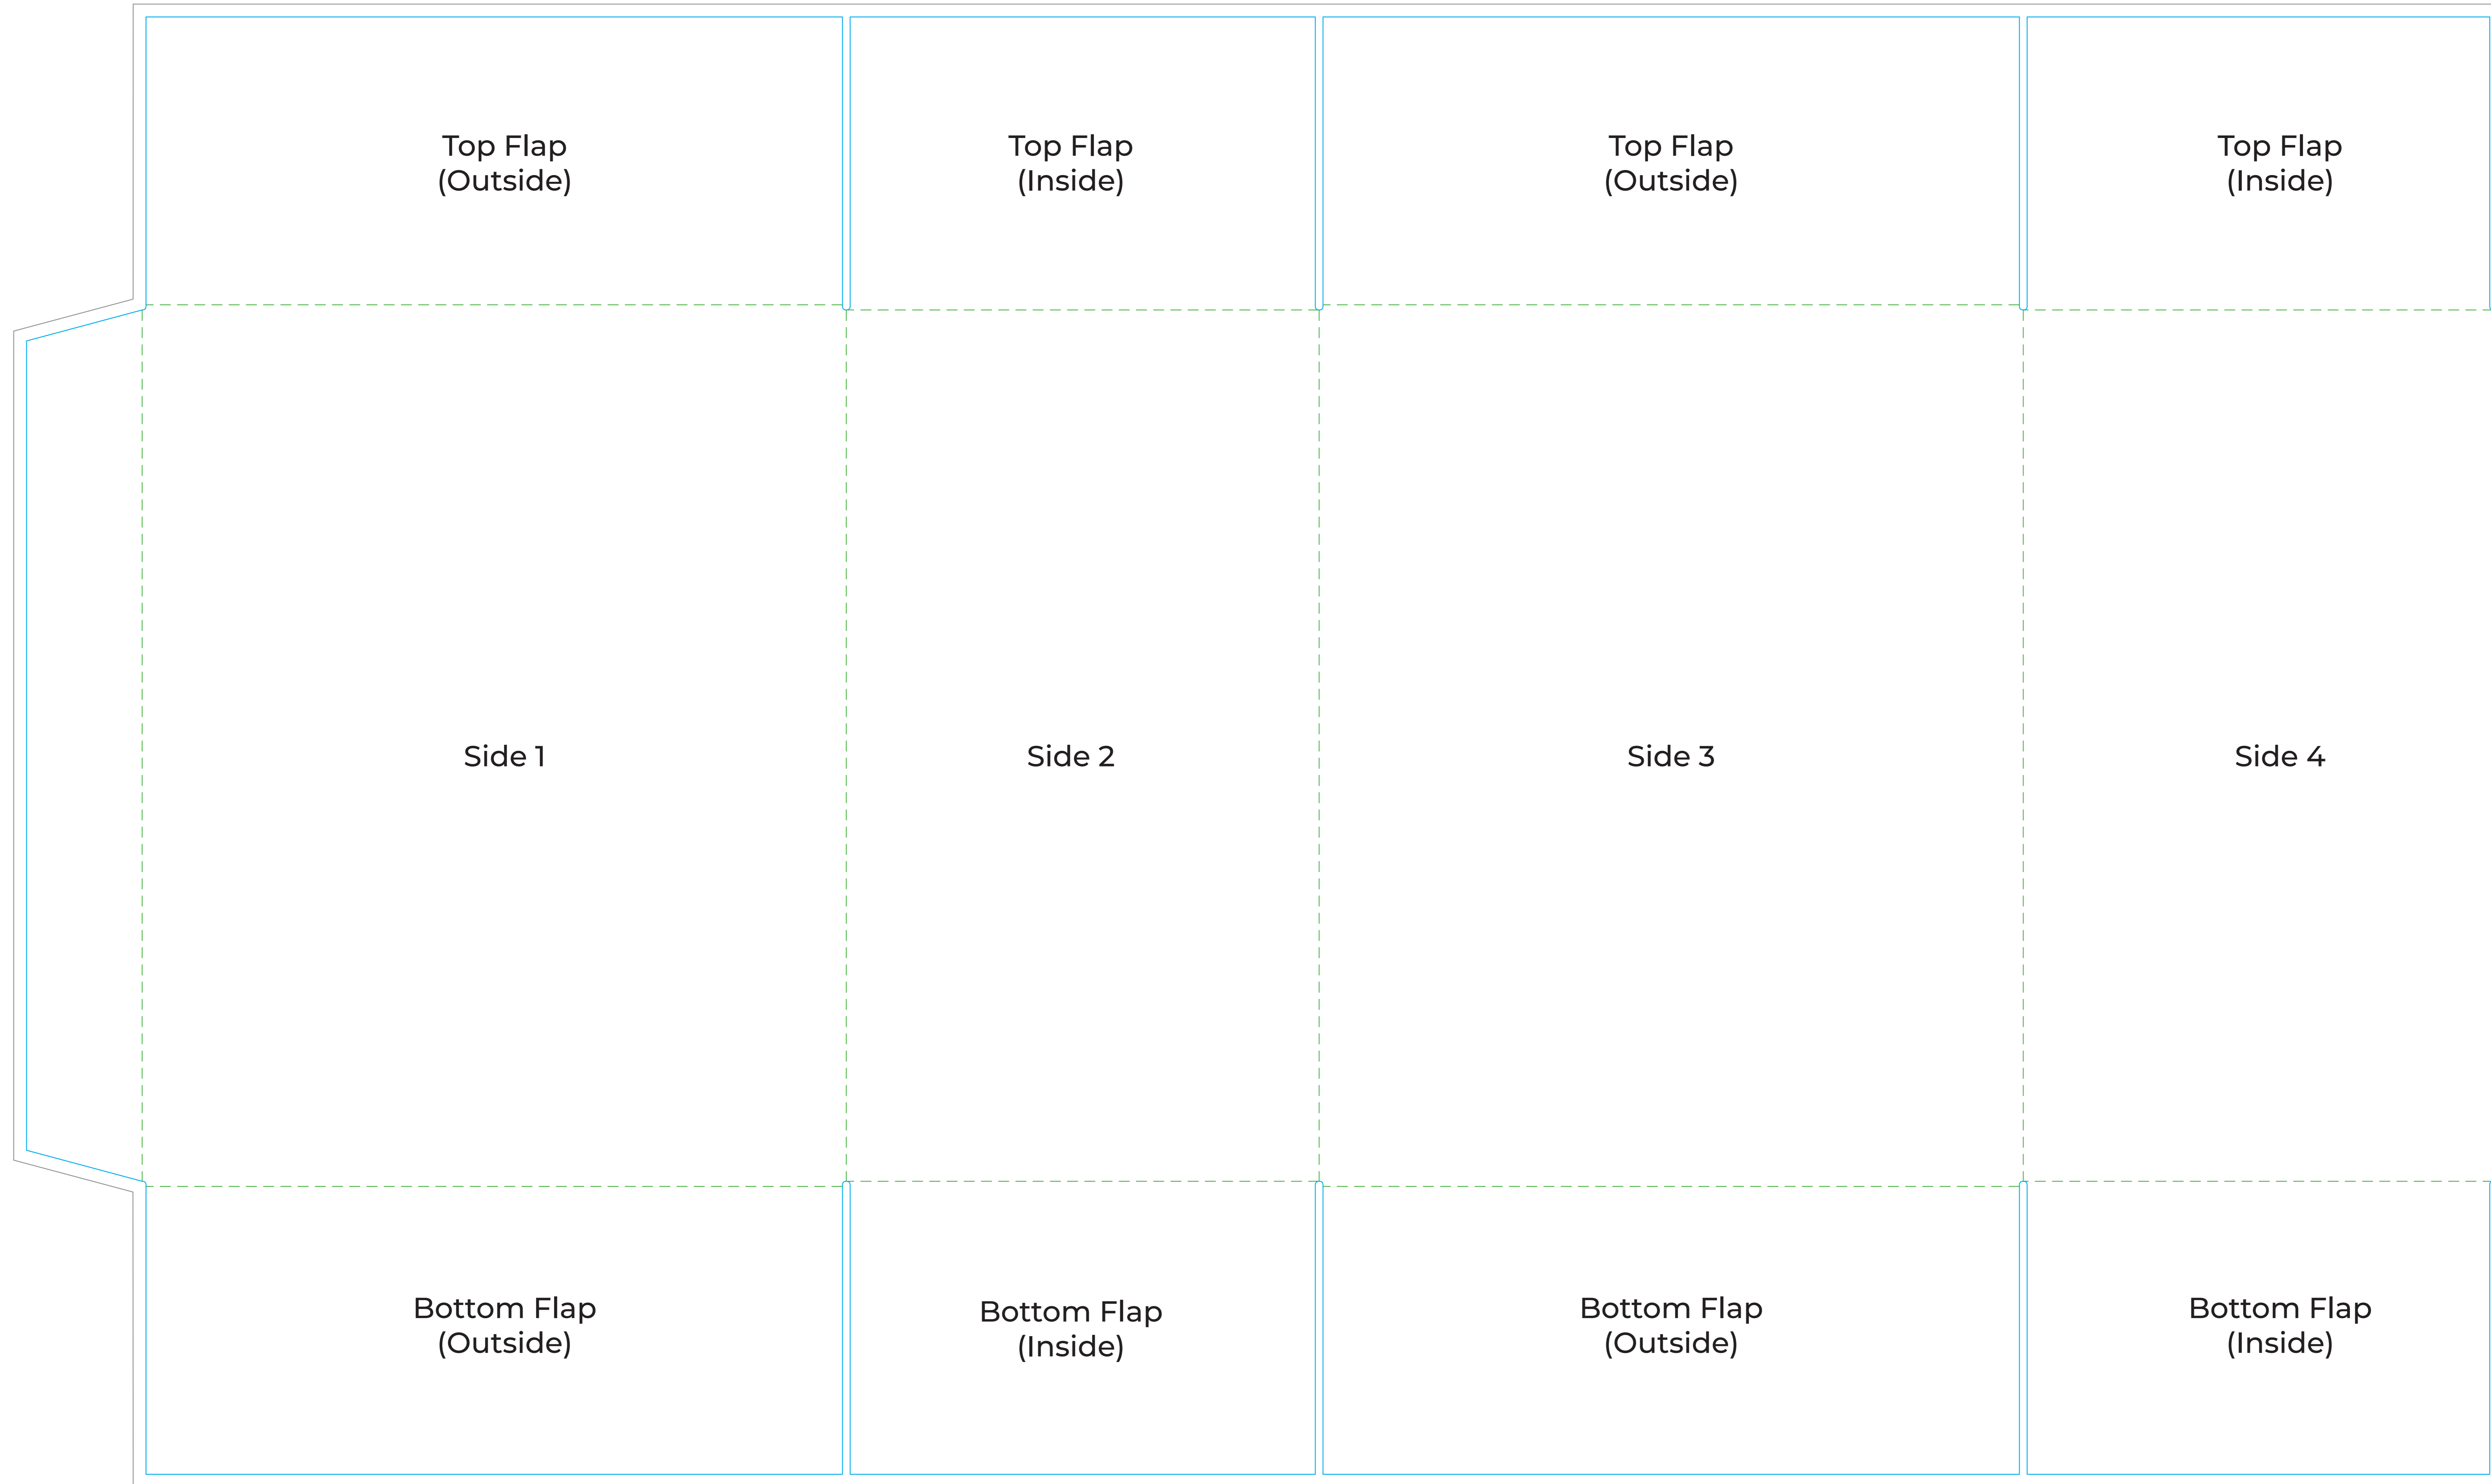 Top Flap
(Outside)
Top Flap
(Inside)
Top Flap
(Outside)
Top Flap
(Inside)
Side 1
Side 2
Side 3
Side 4
Bottom Flap
(Outside)
Bottom Flap
(Inside)
Bottom Flap
(Outside)
Bottom Flap
(Inside)